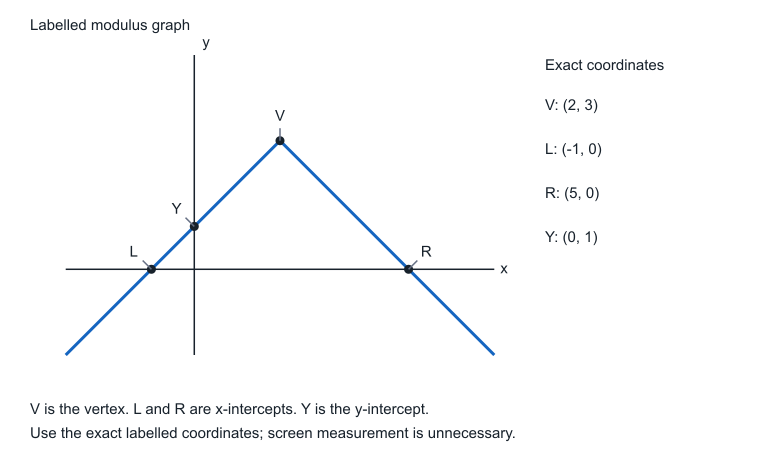 Labelled modulus graph
y
Exact coordinates
V: (2, 3)
V
L: (-1, 0)
R: (5, 0)
Y
Y: (0, 1)
L
R
x
V is the vertex. L and R are x-intercepts. Y is the y-intercept.
Use the exact labelled coordinates; screen measurement is unnecessary.